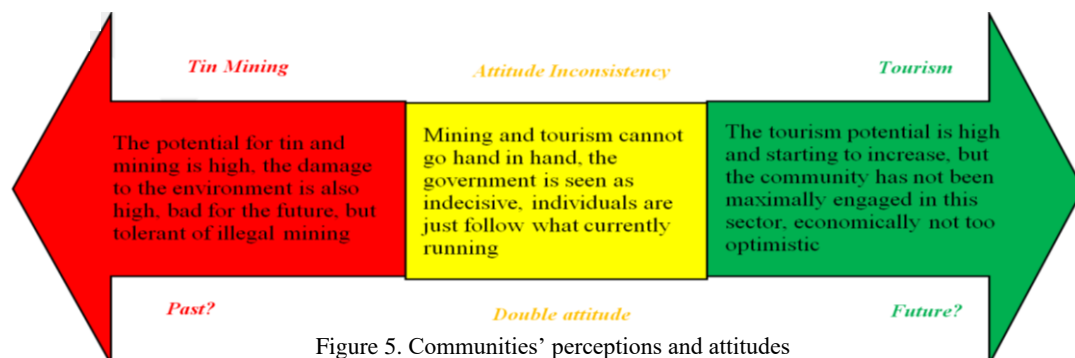 Tin Mining
Attitude Inconsistency
Tourism
The potential for tin and
mining is high, the damage
to the environment is also
high, bad for the future, but
tolerant of illegal mining
Mining and tourism cannot
go hand in hand, the
government is seen as
indecisive, individuals are
just follow what currently
running
The tourism potential is high
and starting to increase, but
the community has not been
maximally engaged in this
sector, economically not too
optimistic
Past?
Double attitude
Future?
Figure 5. Communities’ perceptions and attitudes